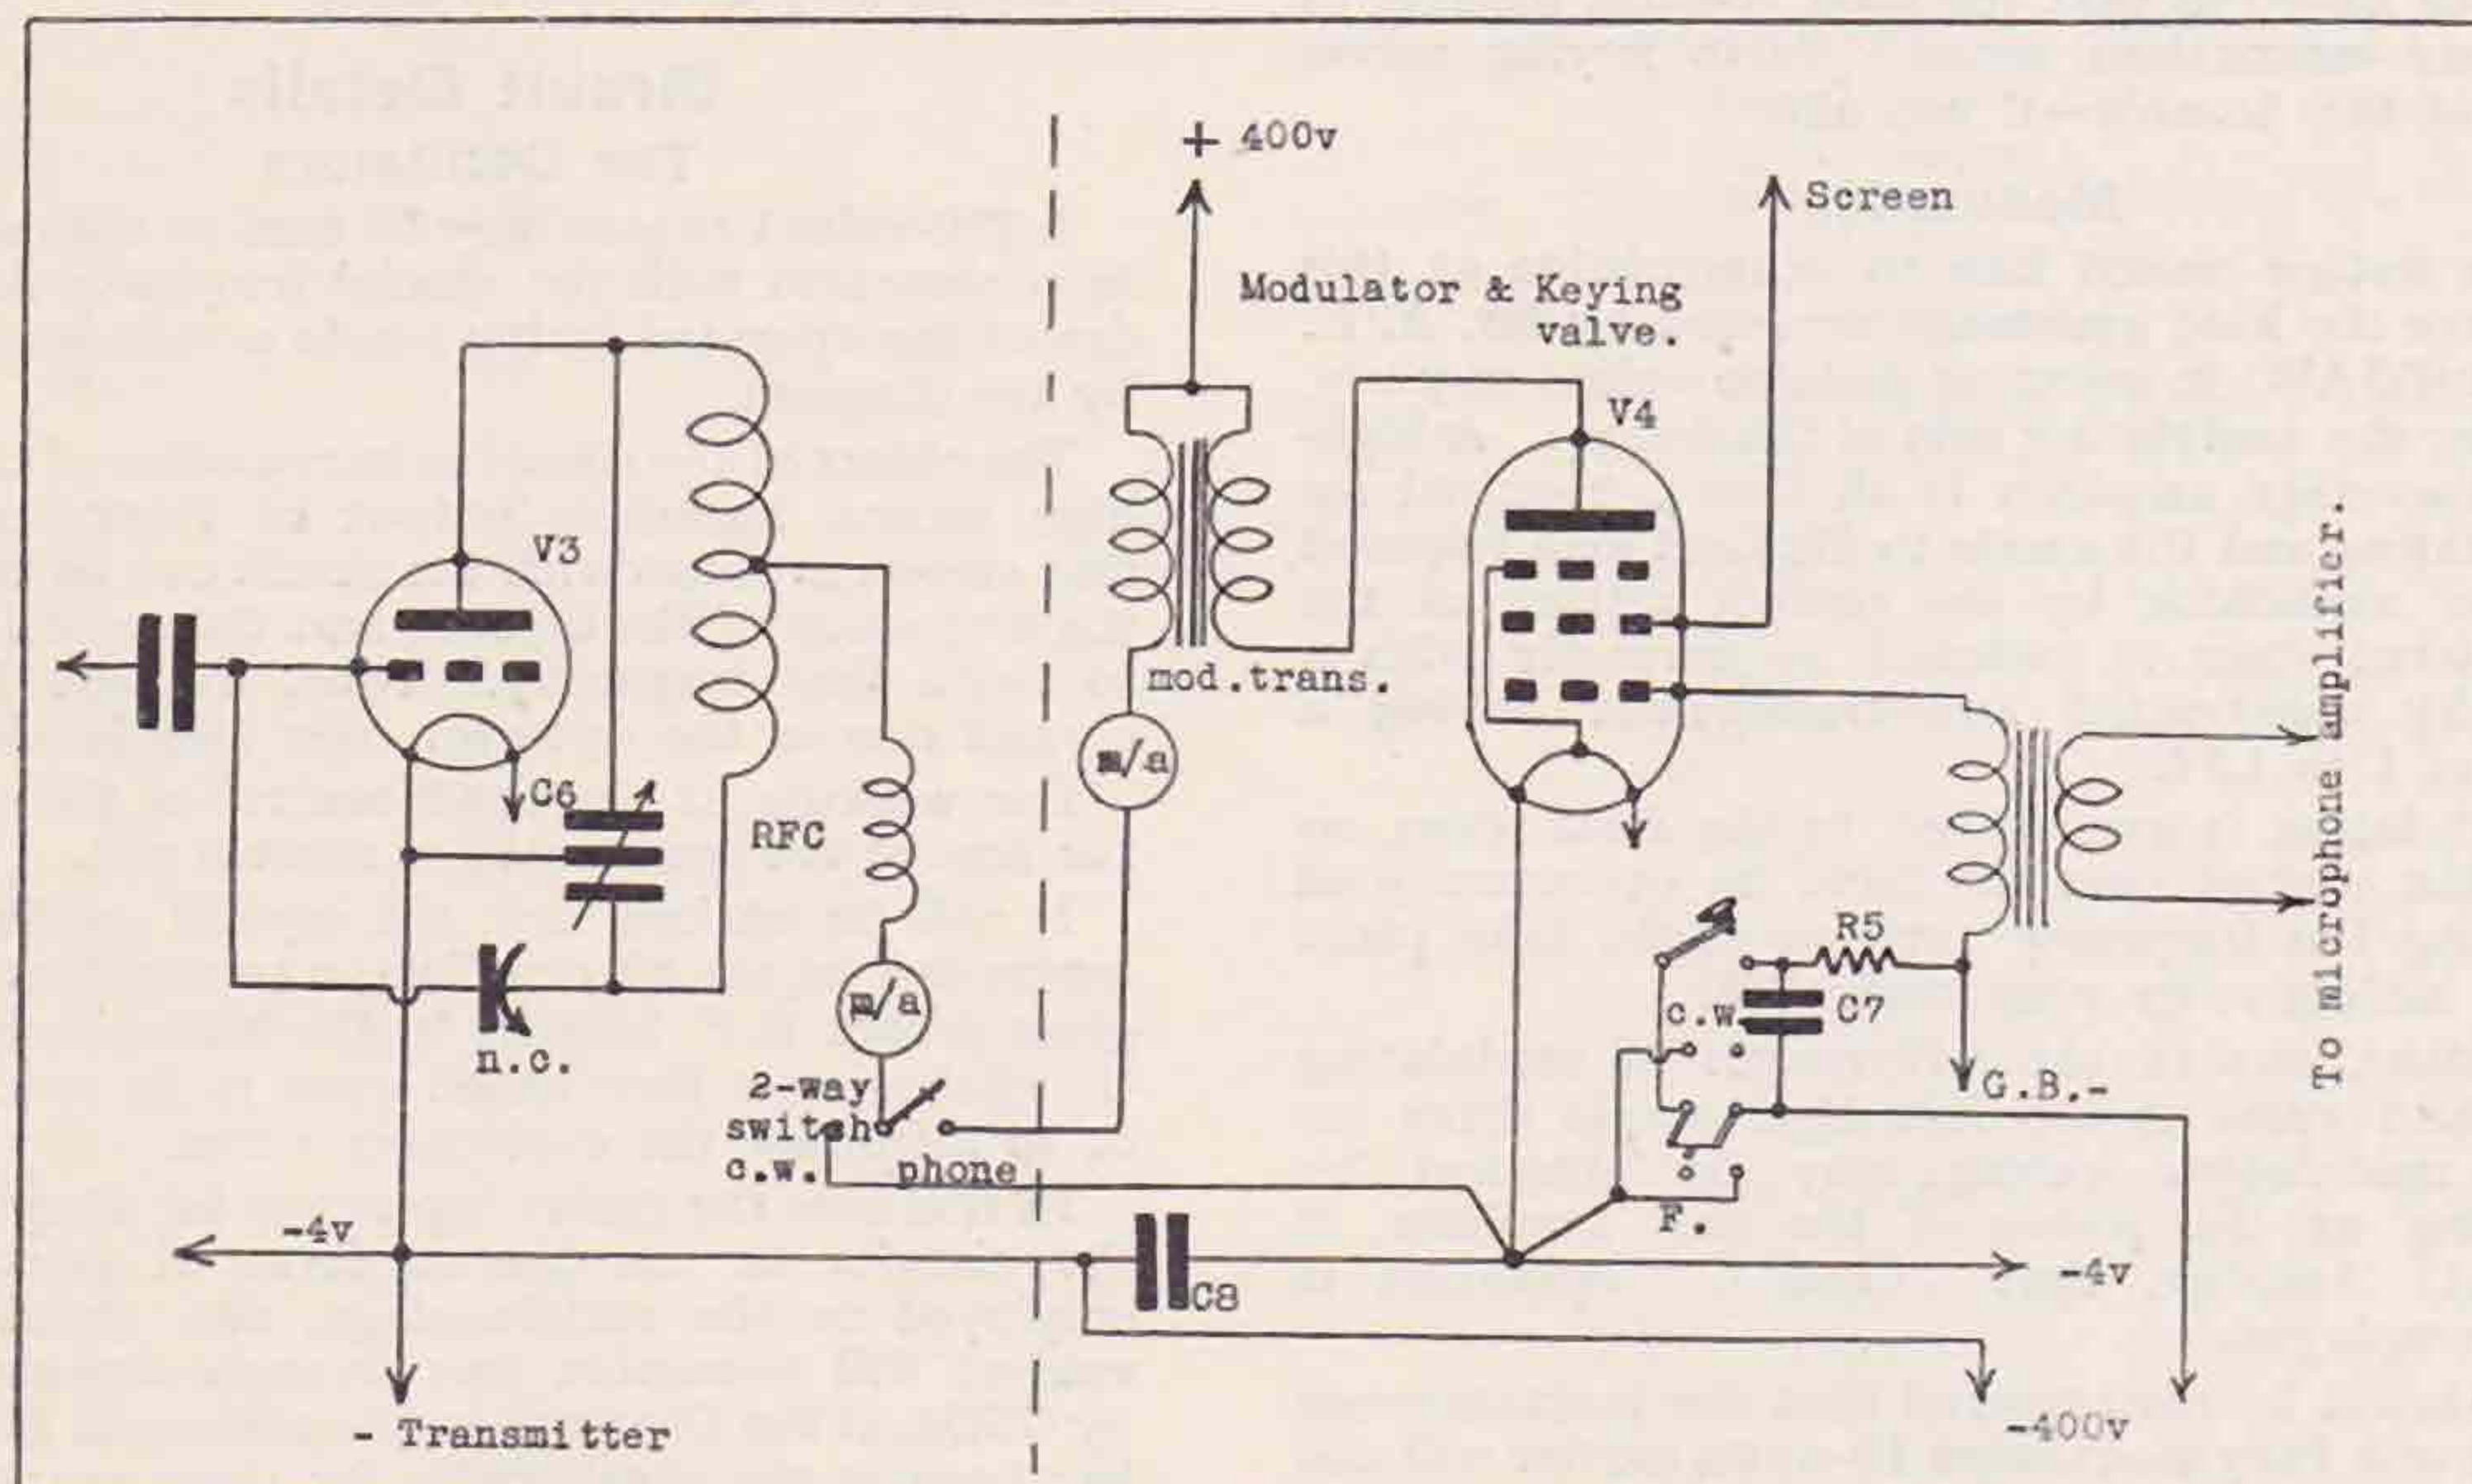 + 400v
Screen
Modulator & Keying
valve.
V4
V3
mod.trans.
m/a
C6
RFC
R5
c.w.
C7
m/a
n.c.
2-way
switch
c.w.
phone
G.B.-
To microphone amplifier.
F.
-4v
-4v
C8
-400v
- Transmitter